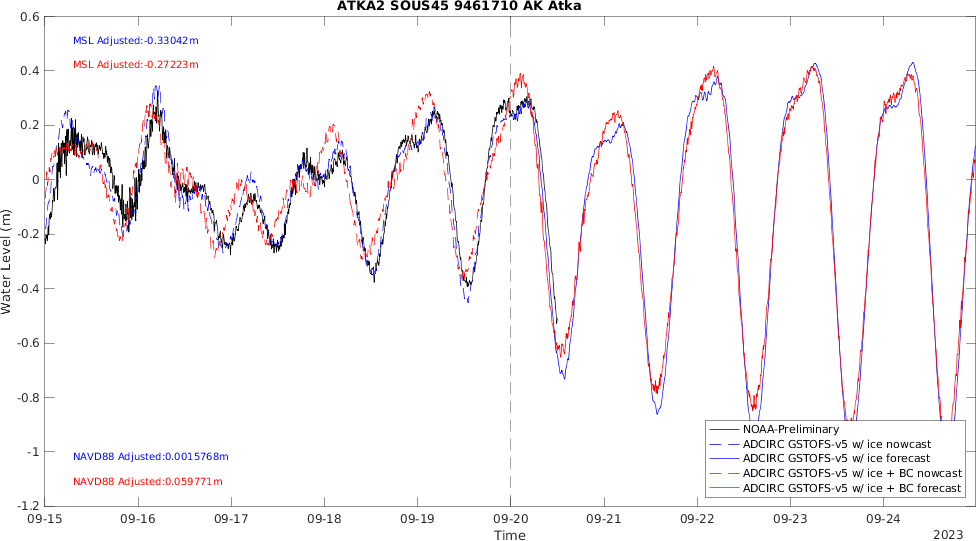 ATKA2 SOUS45 9461710 AK Atka
0.6
0.4
0.2
0
-0.2
-0.4
-0.6
-0.8
-1
-1.2
Water Level (m)
MSL Adjusted:-0.33042m
MSL Adjusted:-0.27223m
NAVD88 Adjusted:0.0015768m
NAVD88 Adjusted:0.059771m
NOAA-Preliminary
ADCIRC GSTOFS-v5 w/ ice nowcast
ADCIRC GSTOFS-v5 w/ ice forecast
ADCIRC GSTOFS-v5 w/ ice + BC nowcast
ADCIRC GSTOFS-v5 w/ ice + BC forecast
09-15 09-16 09-17 09-18 09-19 09-20 09-21 09-22 09-23 09-24
Time
2023